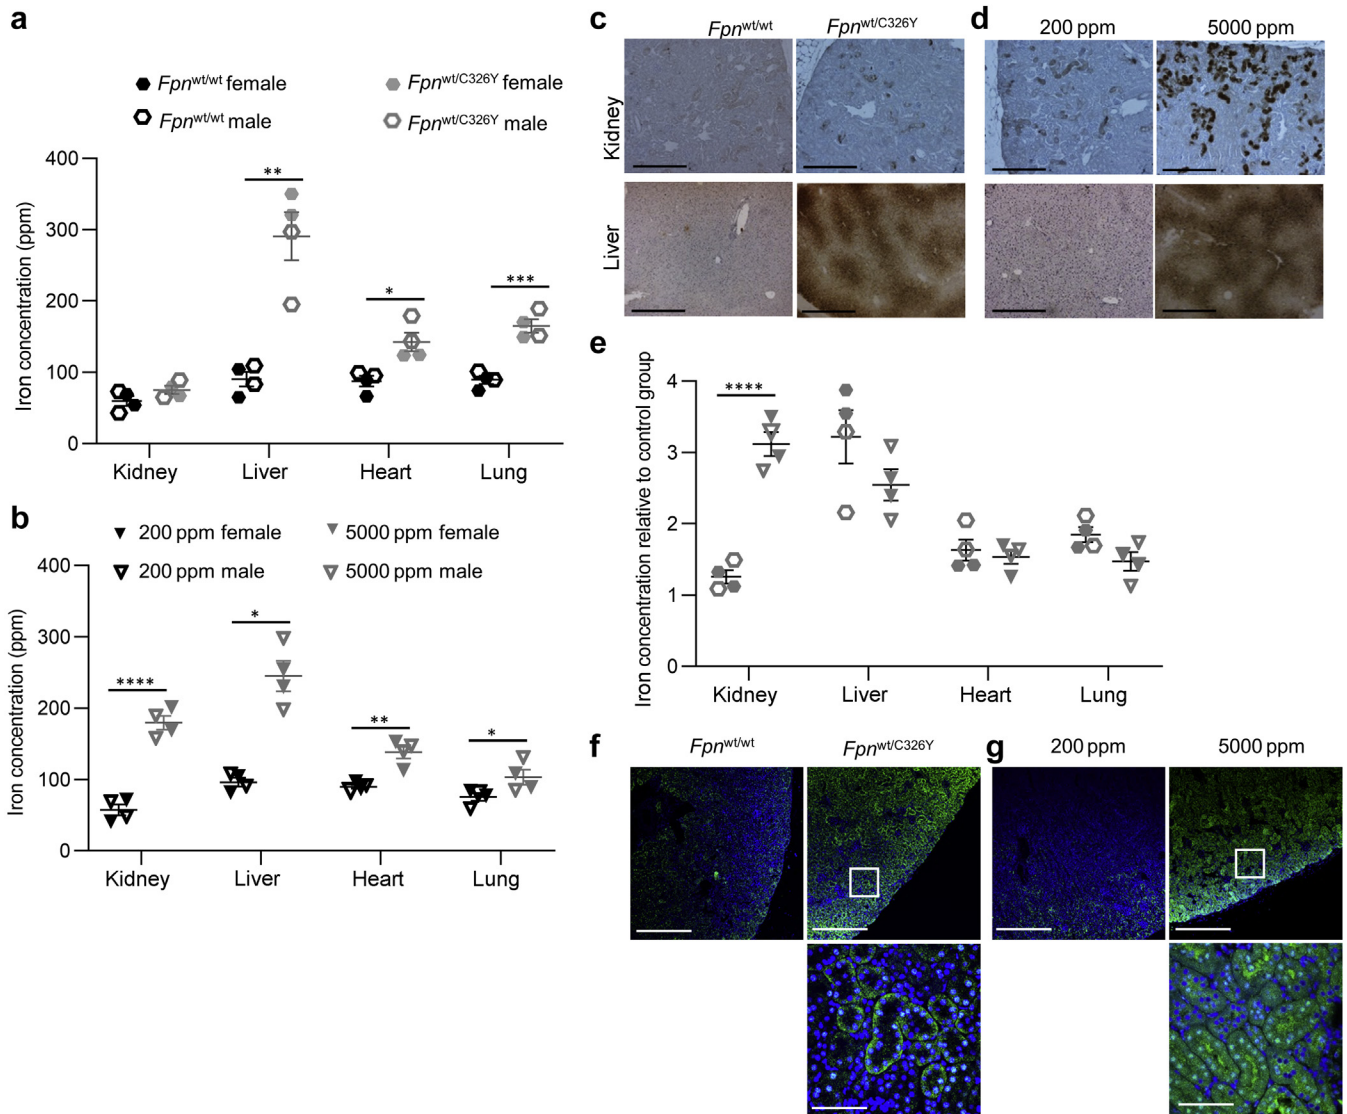 a
Fpnwt/wt female
Fpnwt/C326Y female
Fpnwt/wt male
Fpnwt/C326Y male
Iron concentration (ppm)
400
300
200
100
0
**
*
***
Kidney Liver Heart Lung
b
200 ppm female
5000 ppm female
200 ppm male
5000 ppm male
Iron concentration (ppm)
400
300
200
100
0
****
*
**
*
Kidney Liver Heart Lung
c
Fpnwt/wt
Fpnwt/C326Y
Kidney
Liver
d
200 ppm
5000 ppm
e
Iron concentration relative to control group
4
3
2
1
0
****
Kidney Liver Heart Lung
f
Fpnwt/wt
Fpnwt/C326Y
g
200 ppm
5000 ppm